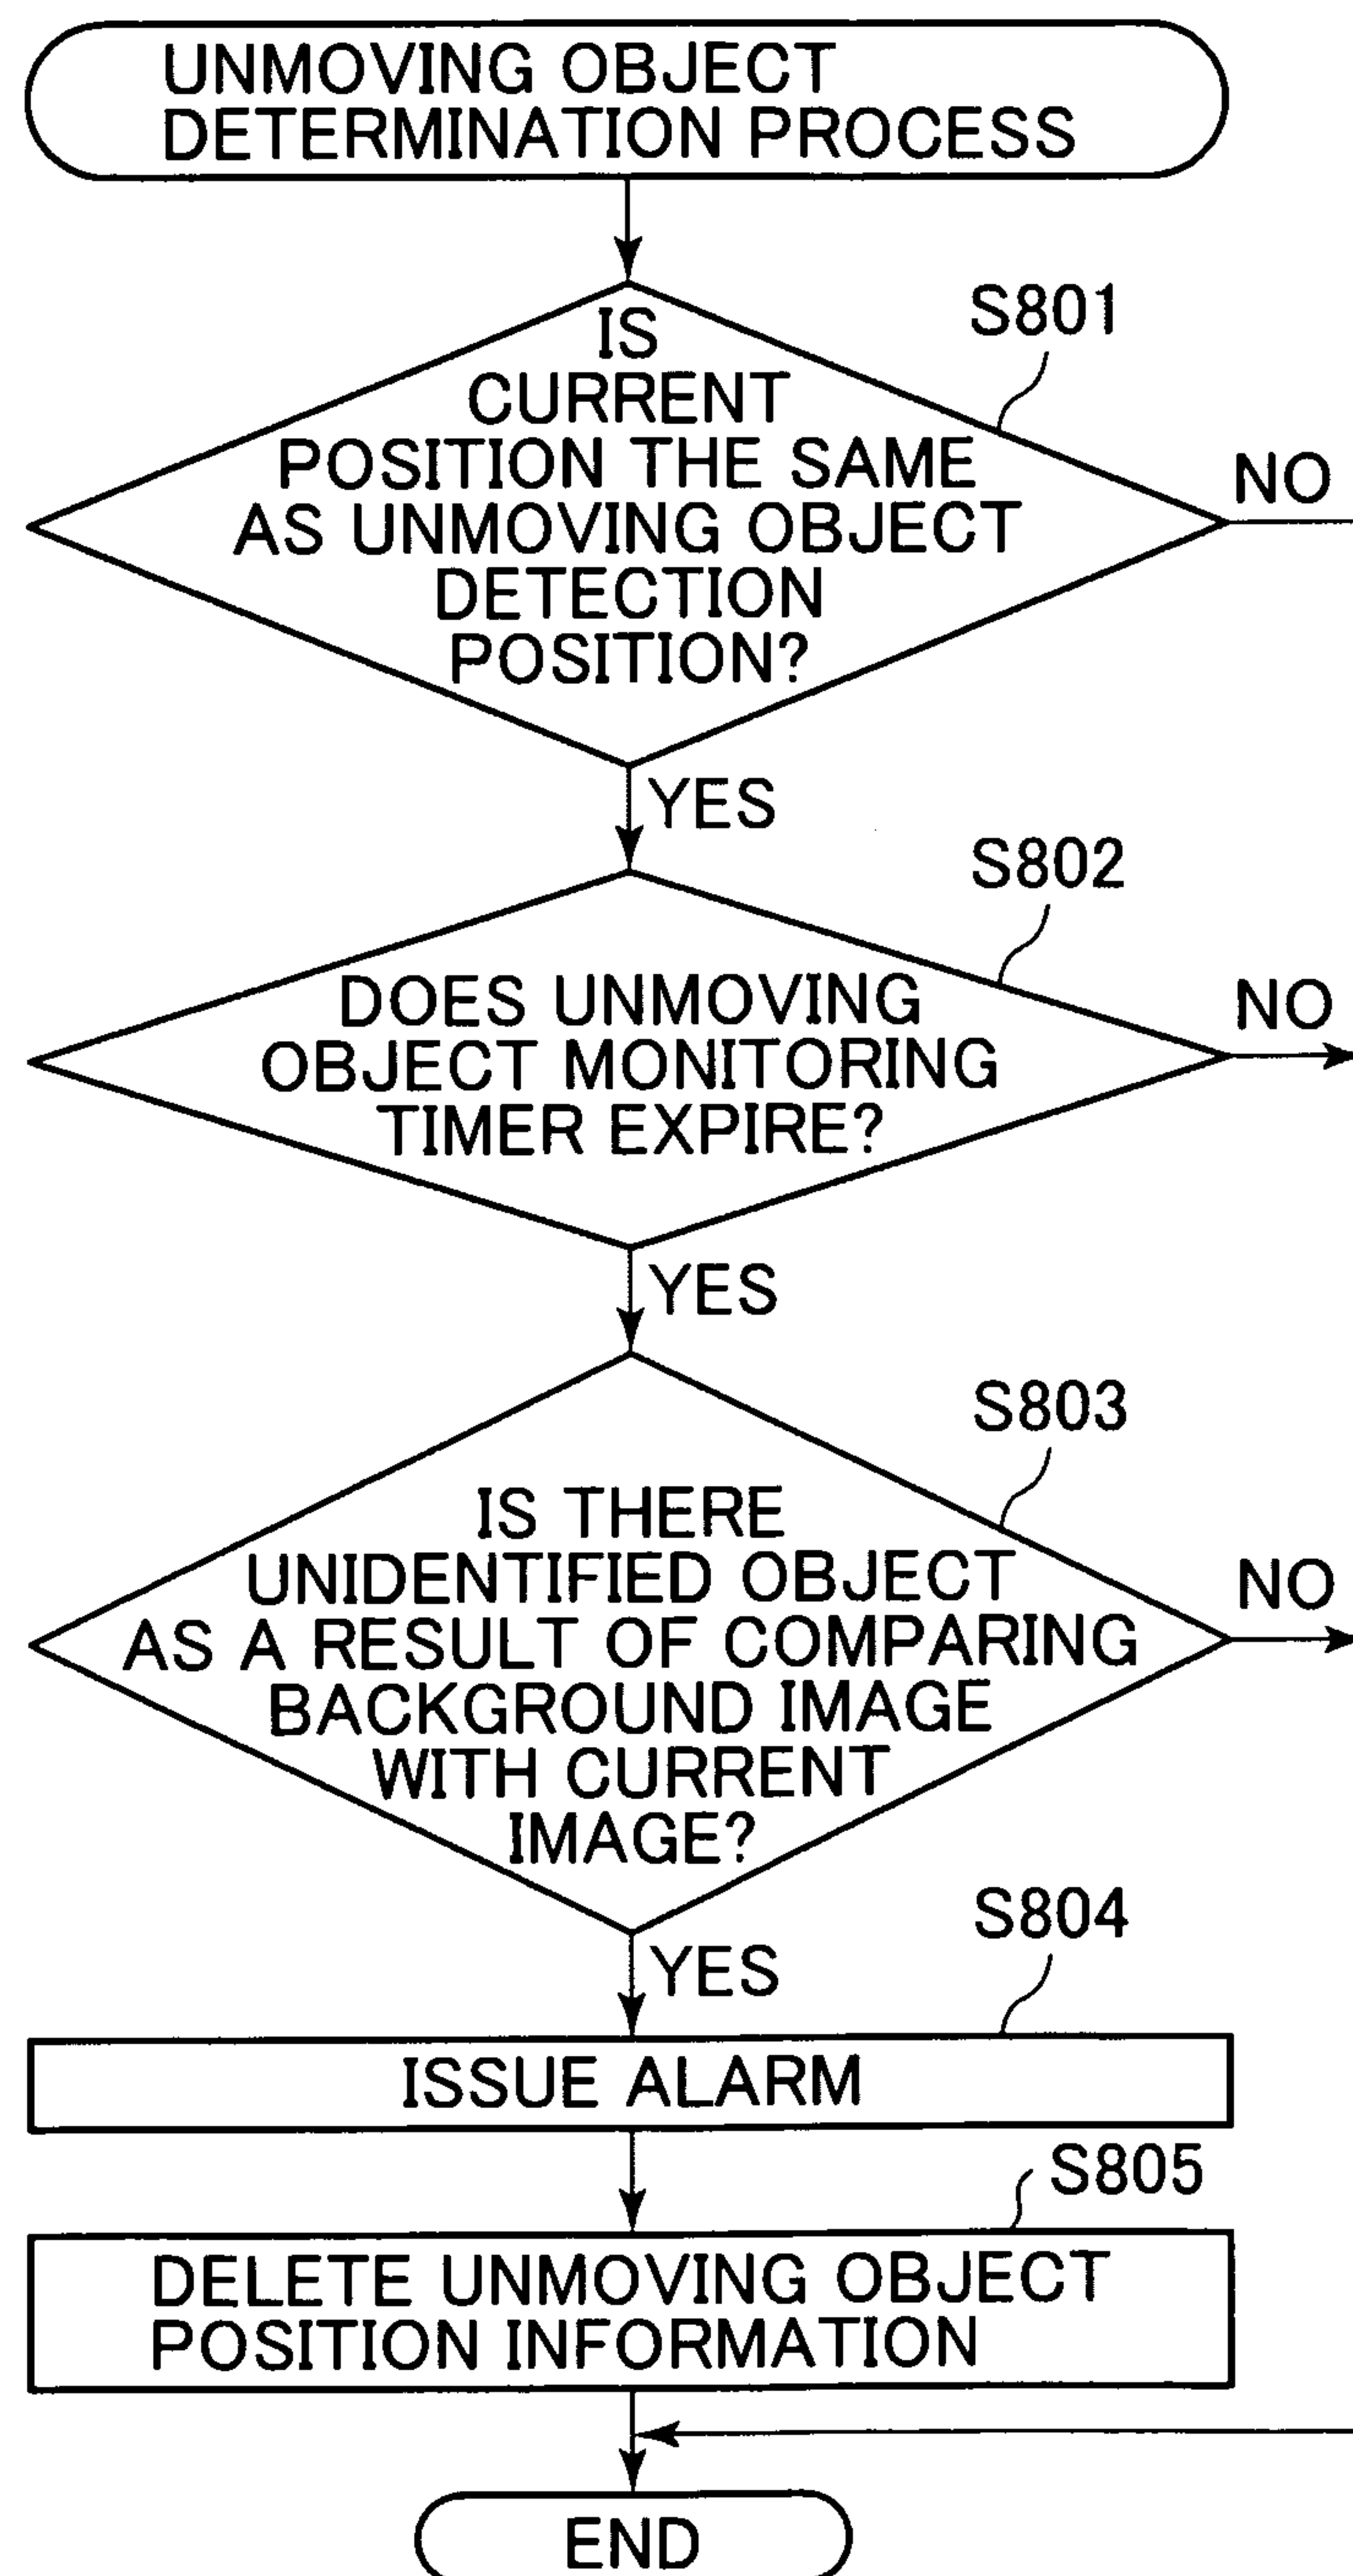 UNMOVING OBJECT
DETERMINATION PROCESS
S801
IS
CURRENT
POSITION THE SAME
AS UNMOVING OBJECT
DETECTION
POSITION?
NO
YES
S802
DOES UNMOVING
OBJECT MONITORING
TIMER EXPIRE?
NO
YES
S803
IS THERE
UNIDENTIFIED OBJECT
AS A RESULT OF COMPARING
BACKGROUND IMAGE
WITH CURRENT
IMAGE?
NO
YES
S804
ISSUE ALARM
S805
DELETE UNMOVING OBJECT
POSITION INFORMATION
END